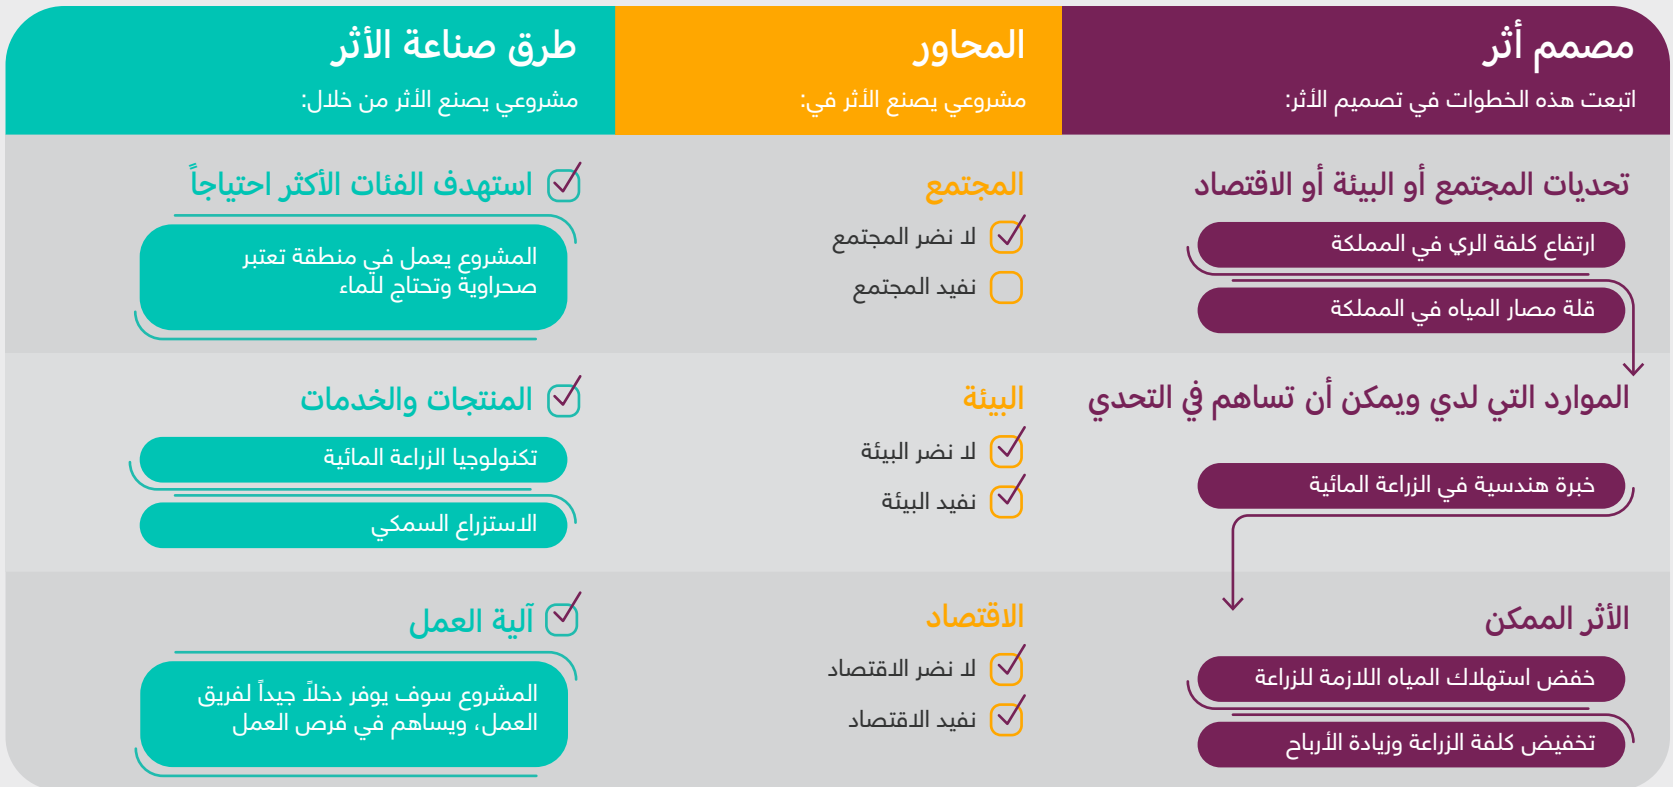 مصمم أثر
اتبعت هذه الخطوات في تصميم الأثر:
تحديات المجتمع أو البيئة أو الاقتصاد
ارتفاع كلفة الري في المملكة
قلة مصار المياه في المملكة
الموارد التي لدي ويمكن أن تساهم في التحدي
خبرة هندسية في الزراعة المائية
الأثر الممكن
خفض استهلاك المياه اللازمة للزراعة
تخفيض كلفة الزراعة وزيادة الأرباح
المحاور
مشروعي يصنع الأثر في:
المجتمع
لا نضر المجتمع
نفيد المجتمع
البيئة
لا نضر البيئة
نفيد البيئة
الاقتصاد
لا نضر الاقتصاد
نفيد الاقتصاد
طرق صناعة الأثر
مشروعي يصنع الأثر من خلال:
استهدف الفئات الأكثر احتياجاً
المشروع يعمل في منطقة تعتبر
صحراوية وتحتاج للماء
المنتجات والخدمات
تكنولوجيا الزراعة المائية
الاستزراع السمكي
آلية العمل
المشروع سوف يوفر دخلاً جيداً لفريق
العمل، ويساهم في فرص العمل